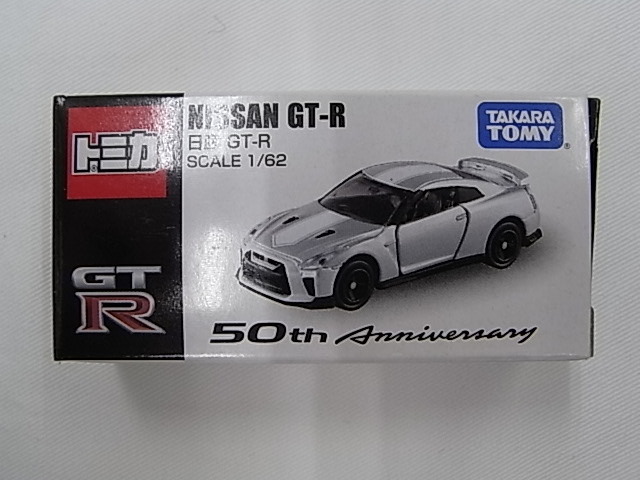 トミカ
NISSAN GT-R
日産 GT-R
SCALE 1/62
TAKARA
TOMY
GT
R
50th Anniversary